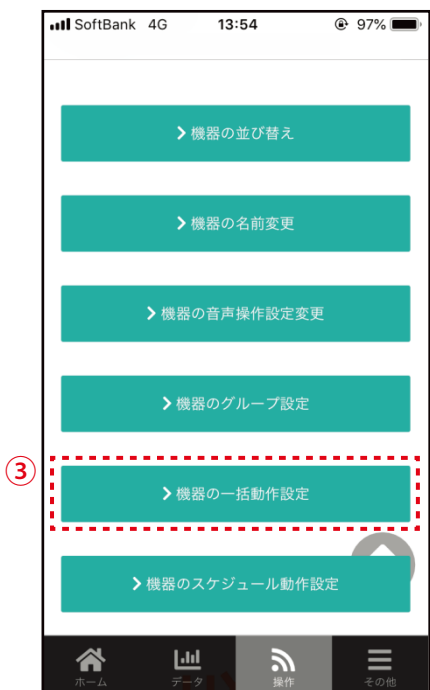 SoftBank 4G 13:54 97%
機器の並び替え
機器の名前変更
機器の音声操作設定変更
機器のグループ設定
③
機器の一括動作設定
機器のスケジュール動作設定
ホーム データ 操作 その他